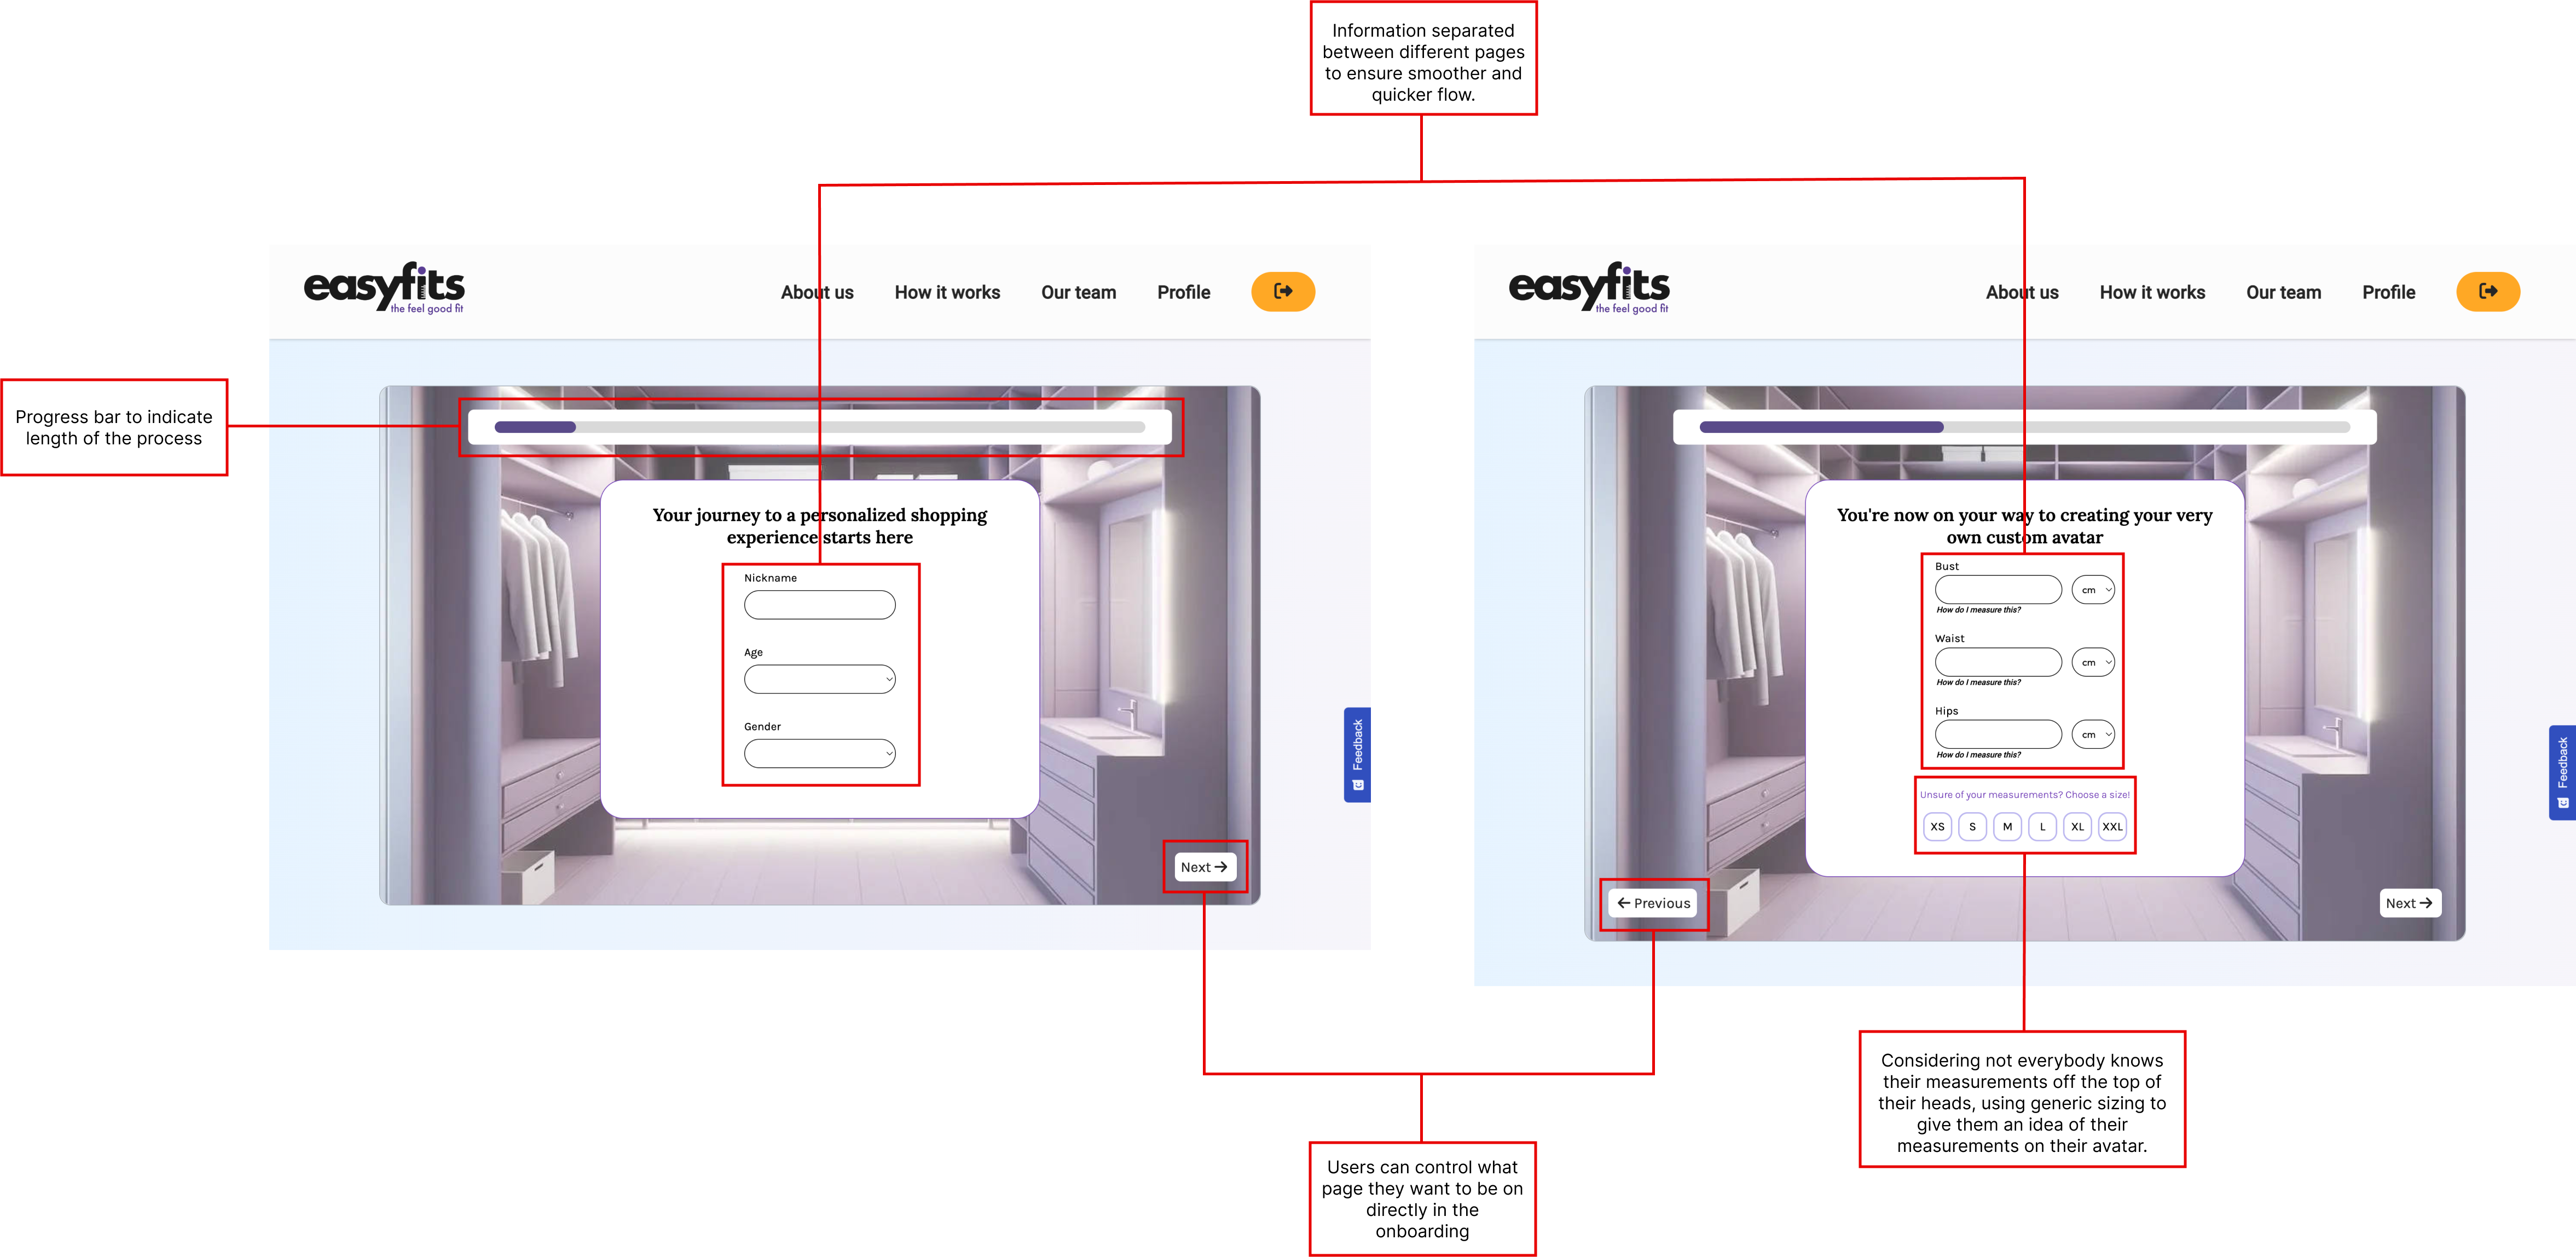 Information separated
between different pages
to ensure smoother and
quicker flow.
easyfits
the feel good fit
About us
How it works
Our team
Profile
Progress bar to indicate
length of the process
Your journey to a personalized shopping
experience starts here
Nickname
Age
Gender
Feedback
Next
easyfits
the feel good fit
About us
How it works
Our team
Profile
You're now on your way to creating your very
own custom avatar
Bust
cm
How do I measure this?
Waist
cm
How do I measure this?
Hips
cm
How do I measure this?
Unsure of your measurements? Choose a size!
XS
S
M
L
XL
XXL
Feedback
Previous
Next
Users can control what
page they want to be on
directly in the
onboarding
Considering not everybody knows
their measurements off the top of
their heads, using generic sizing to
give them an idea of their
measurements on their avatar.